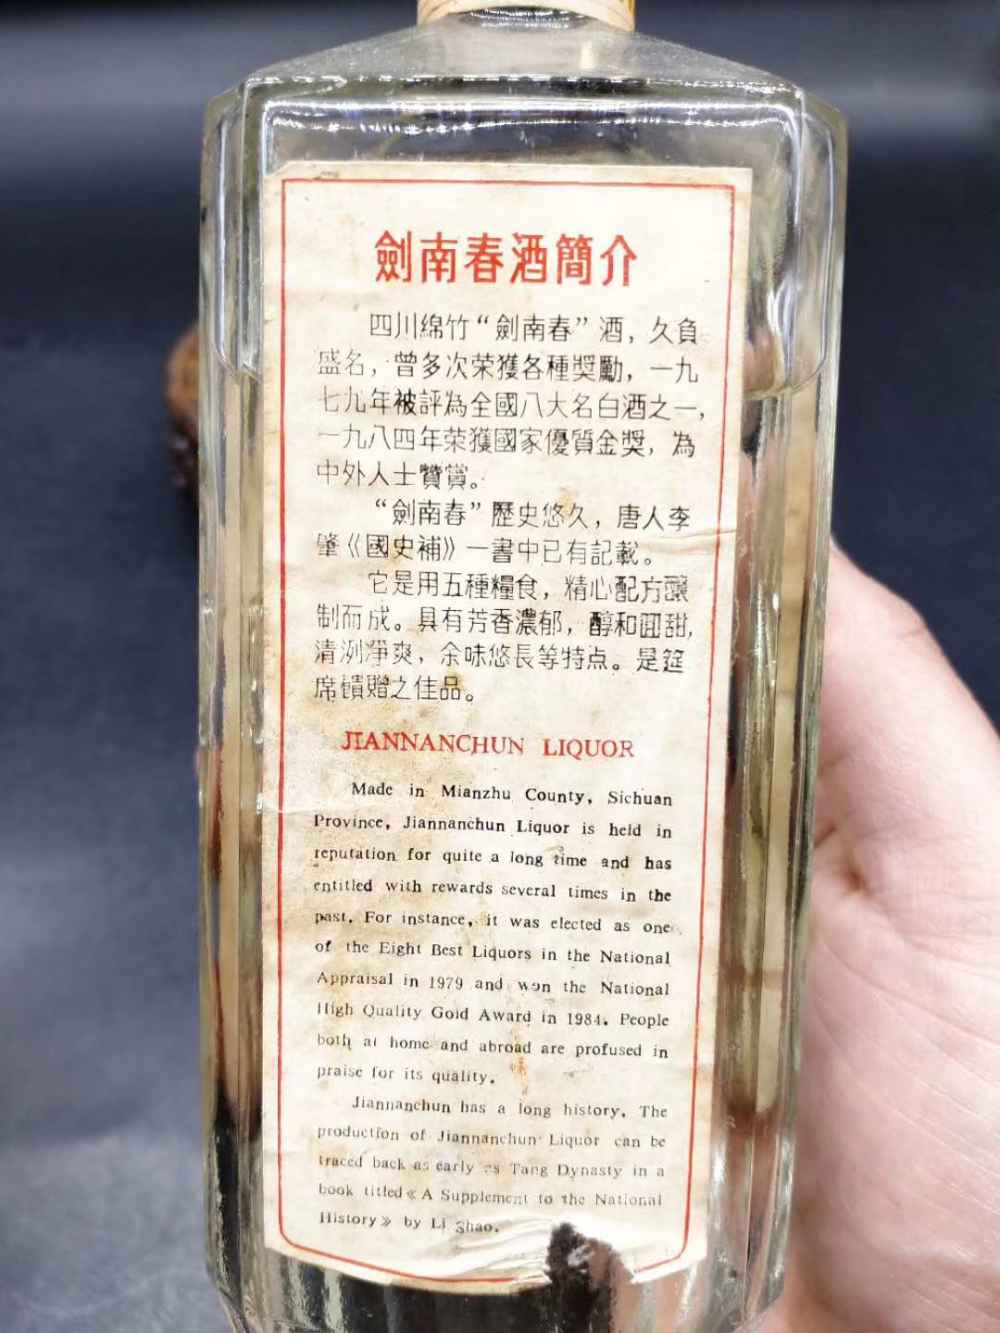 劍南春酒簡介
四川綿竹“劍南春”酒，久負
盛名，曾多次荣獲各種獎勵，一九
七九年被評為全國八大名白酒之一，
一九八四年荣獲國家優質金獎，為
中外人士贊賞。
“劍南春”歷史悠久，唐人李
肇《國史補》一書中已有記載。
它是用五種糧食，精心配方釀
制而成。具有芳香濃郁，醇和回甜，
清洌淨爽，余味悠長等特点。是筵
席饋贈之佳品。
JIANNANCHUN LIQUOR
Made in Mianzhu County, Sichuan
Province, Jiannanchun Liquor is held in
reputation for quite a long time and has
entitled with rewards several times in the
past. For instance, it was elected as one
of the Eight Best Liquors in the National
Appraisal in 1979 and won the National
High Quality Gold Award in 1984. People
both at home and abroad are profused in
praise for its quality.
Jiannanchun has a long history. The
production of Jiannanchun Liquor can be
traced back as early as Tang Dynasty in a
book titled《A Supplement to the National
History》by Li Shao.